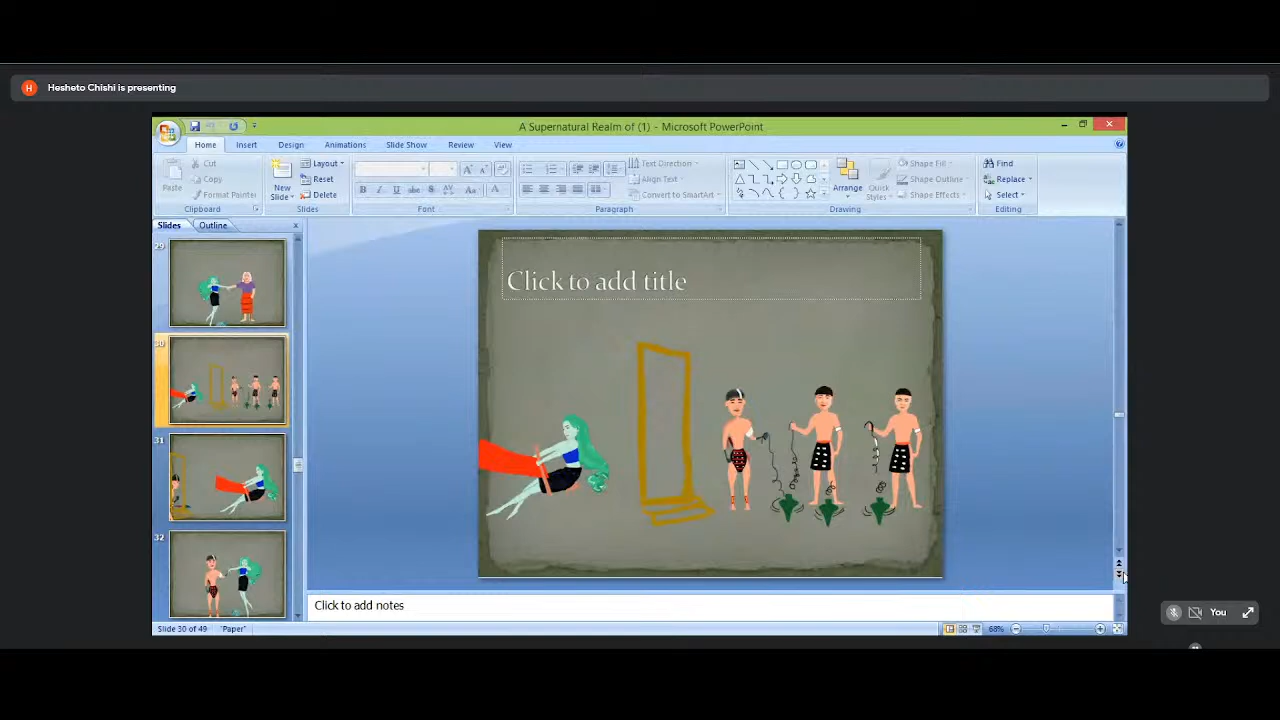 H Hesheto Chishi is presenting
A Supernatural Realm of (1) - Microsoft PowerPoint
Home Insert Design Animations Slide Show Review View
Paste
Cut
Copy
Format Painter
Clipboard
New Slide
Layout
Reset
Delete
Slides
B I U abc S AV Aa A
Font
Text Direction
Align Text
Convert to SmartArt
Paragraph
Arrange
Quick Styles
Shape Fill
Shape Outline
Shape Effects
Drawing
Find
Replace
Select
Editing
Slides Outline
29
30
31
32
Click to add title
Click to add notes
Slide 30 of 49 "Paper" 68%
You